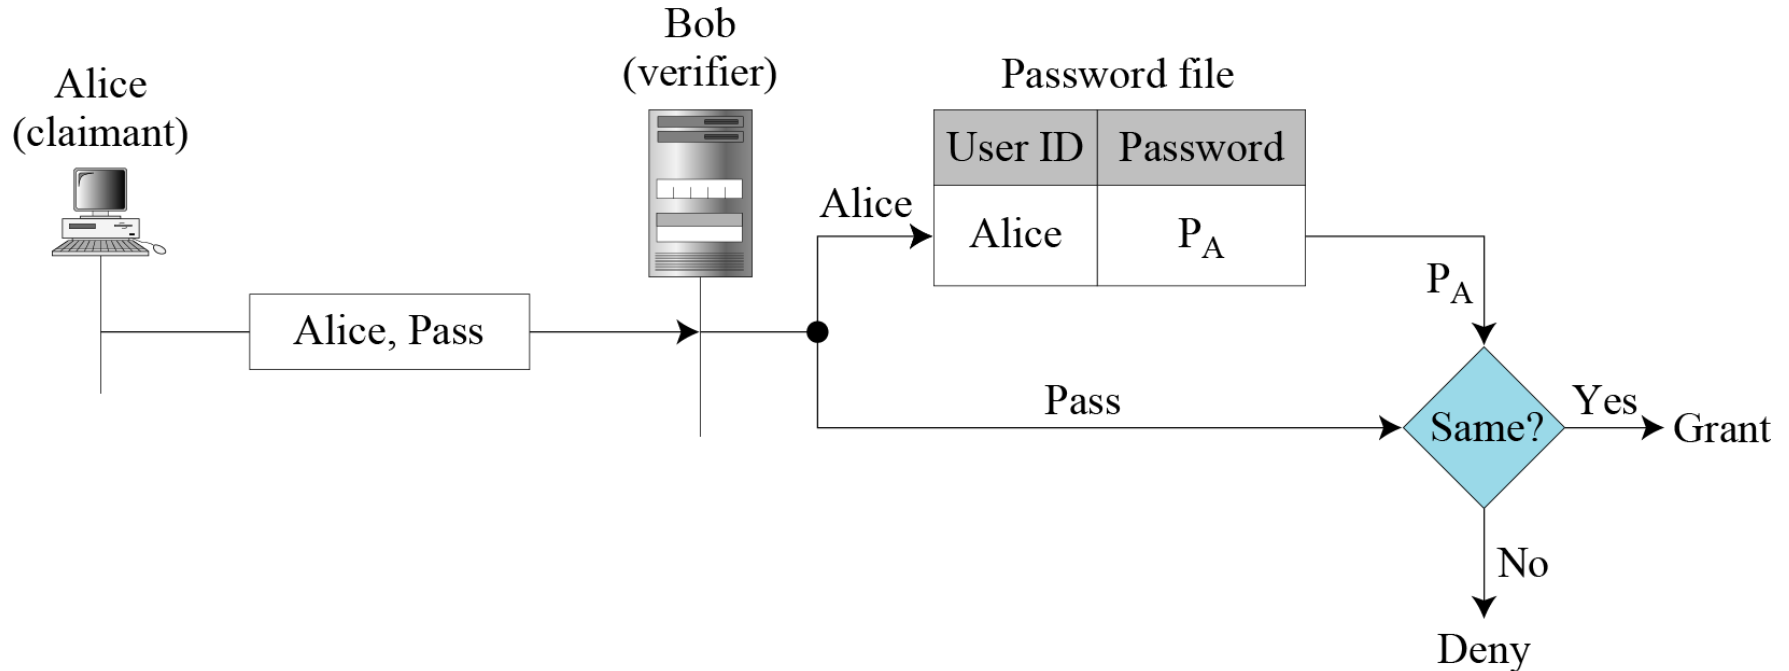 Bob
(verifier)
Alice
(claimant)
Password file
User ID Password
Alice
Alice P_A
P_A
Alice, Pass
Pass
Same?
Yes
Grant
No
Deny